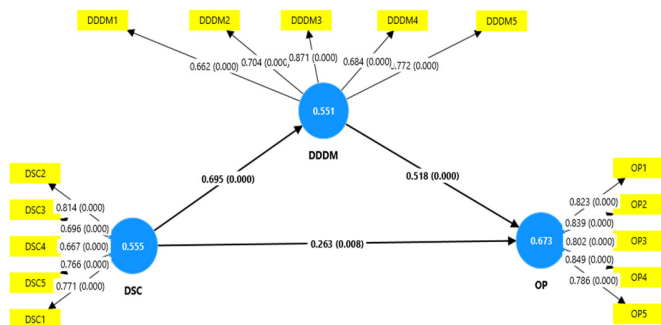 DDDM1
DDDM2
DDDM3
DDDM4
DDDM5
0.662 (0.000)
0.704 (0.000)
0.871 (0.000)
0.684 (0.000)
0.772 (0.000)
0.551
DDDM
0.695 (0.000)
0.518 (0.000)
DSC2
DSC3
DSC4
DSC5
DSC1
0.814 (0.000)
0.696 (0.000)
0.667 (0.000)
0.766 (0.000)
0.771 (0.000)
0.555
DSC
0.263 (0.008)
0.673
OP
0.823 (0.000)
0.839 (0.000)
0.802 (0.000)
0.849 (0.000)
0.786 (0.000)
OP1
OP2
OP3
OP4
OP5